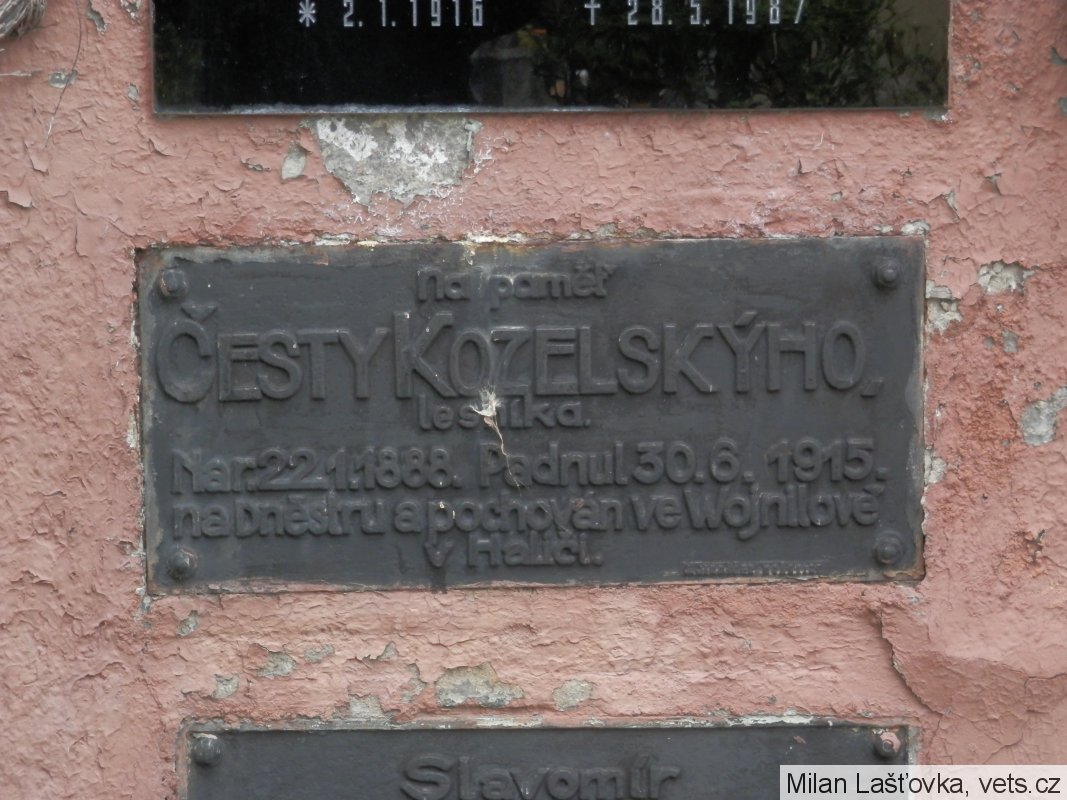 * 2.1.1916 † 28.5.1987
Na paměť
ČESTY KOZELSKÝHO,
lesníka.
Nar. 22.1.1888. Padnul 30.6. 1915.
na Dněstru a pochován ve Wojnilově
v Haliči.
Slavomír
Milan Lašťovka, vets.cz